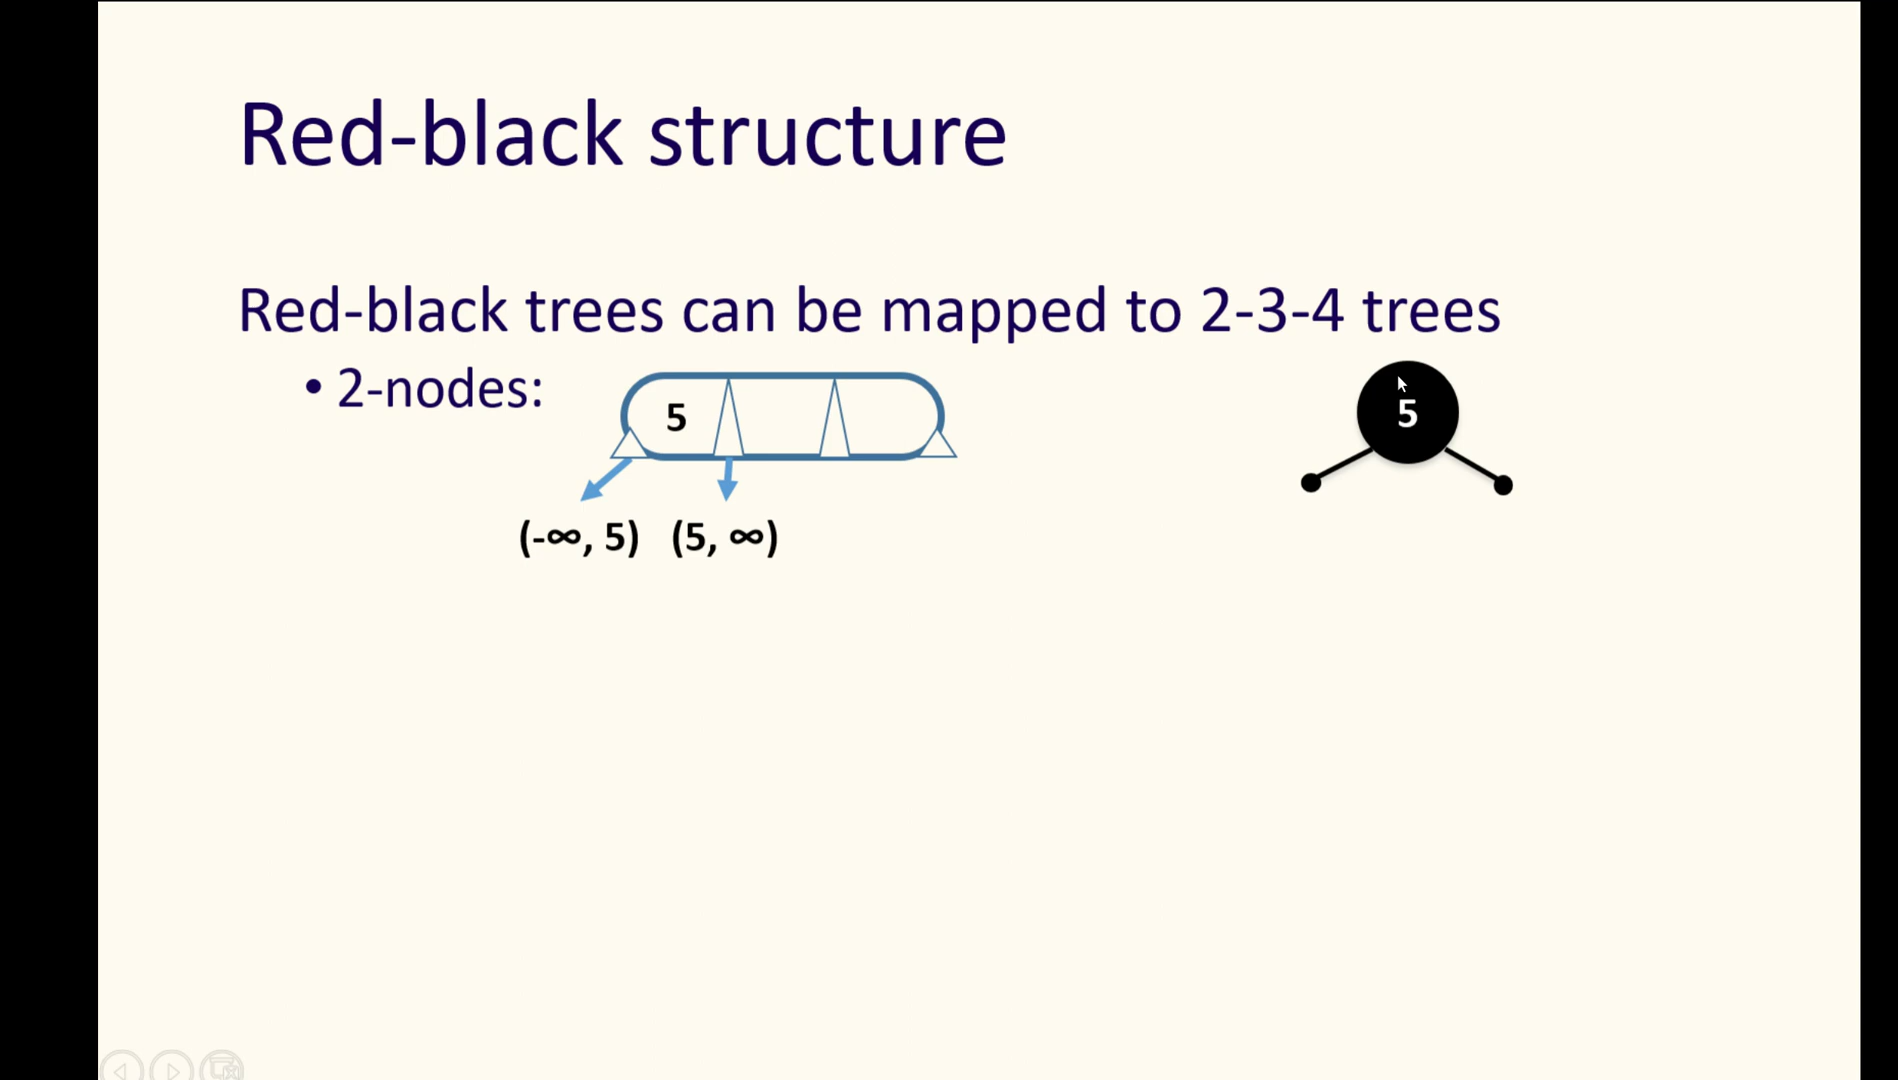 Red-black structure
Red-black trees can be mapped to 2-3-4 trees
• 2-nodes:
5
5
(-∞, 5) (5, ∞)